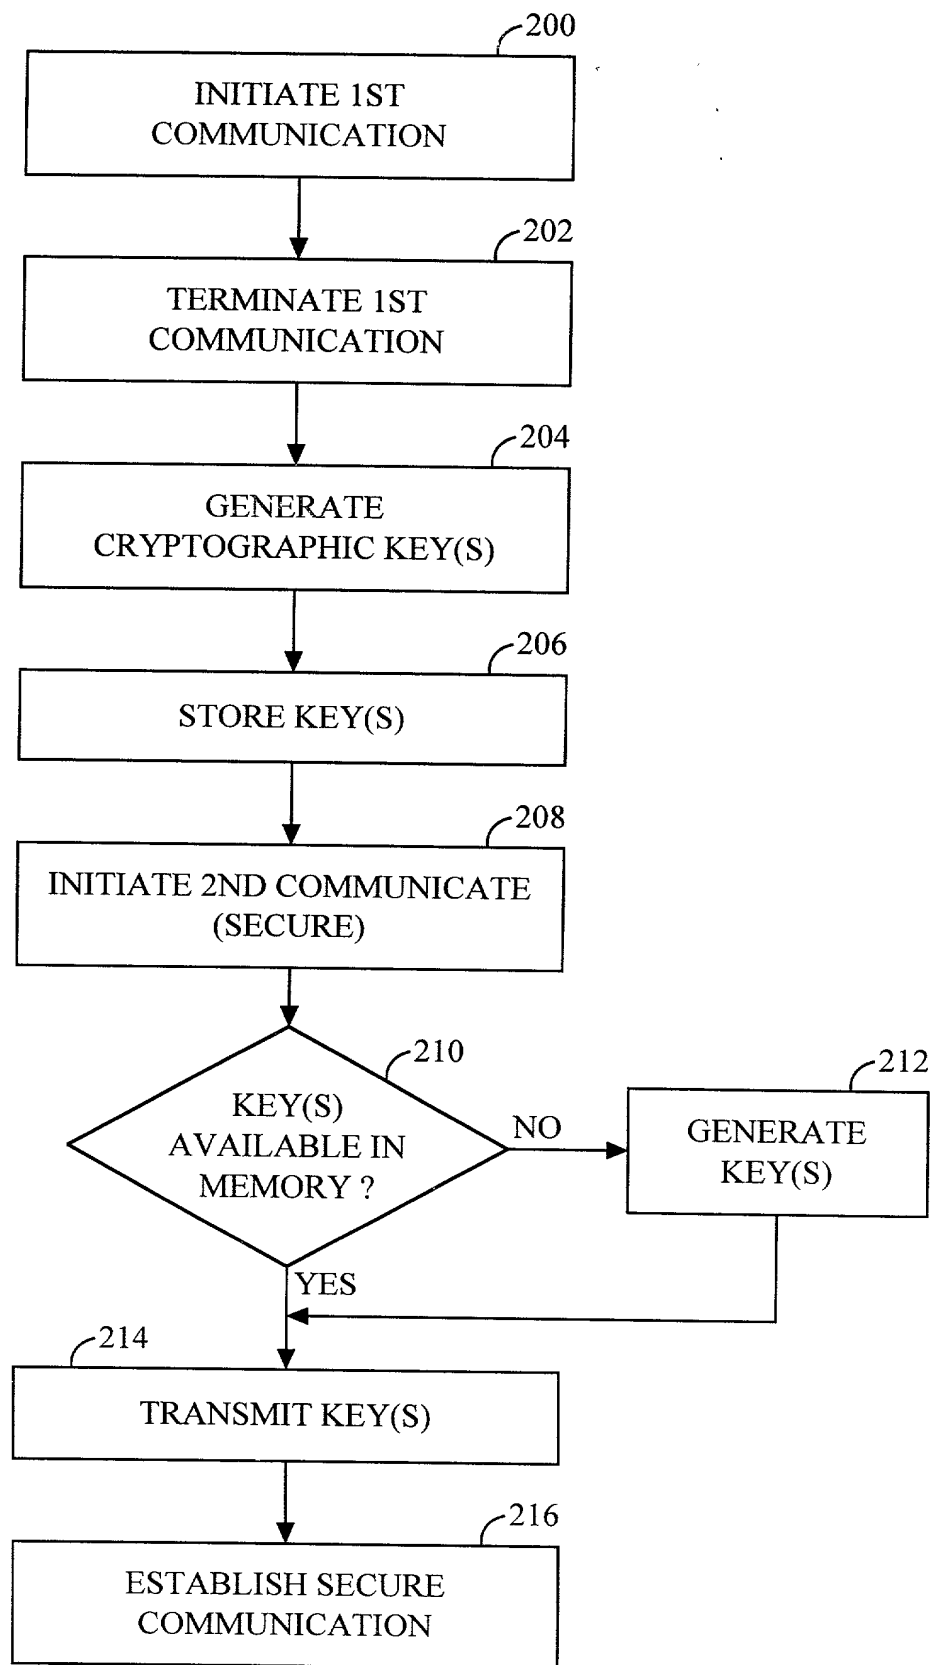 200
INITIATE 1ST
COMMUNICATION
202
TERMINATE 1ST
COMMUNICATION
204
GENERATE
CRYPTOGRAPHIC KEY(S)
206
STORE KEY(S)
208
INITIATE 2ND COMMUNICATE
(SECURE)
210
KEY(S)
AVAILABLE IN
MEMORY ?
NO
212
GENERATE
KEY(S)
YES
214
TRANSMIT KEY(S)
216
ESTABLISH SECURE
COMMUNICATION